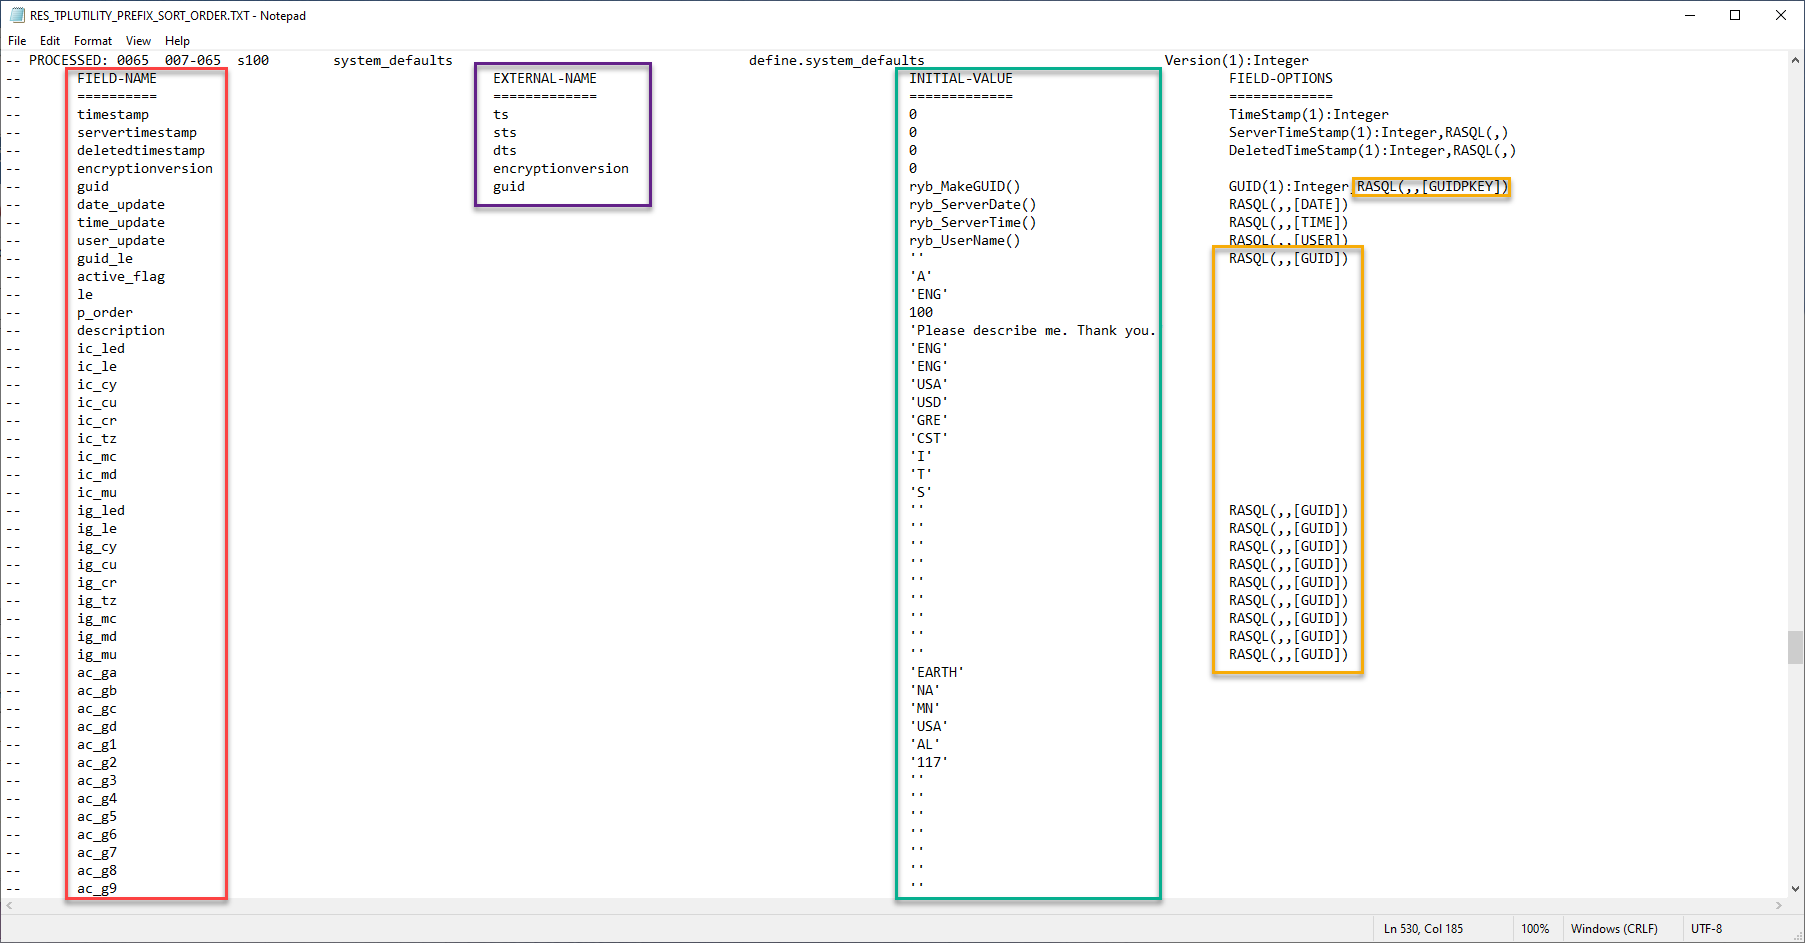 RES_TPLUTILITY_PREFIX_SORT_ORDER.TXT - Notepad
File Edit Format View Help
-- PROCESSED: 0065 007-065 s100 system_defaults define.system_defaults Version(1):Integer
-- FIELD-NAME EXTERNAL-NAME INITIAL-VALUE FIELD-OPTIONS
-- ========== ============= ============= =============
-- timestamp ts 0 TimeStamp(1):Integer
-- servertimestamp sts 0 ServerTimeStamp(1):Integer,RASQL(,)
-- deletedtimestamp dts 0 DeletedTimeStamp(1):Integer,RASQL(,)
-- encryptionversion encryptionversion 0
-- guid guid ryb_MakeGUID() GUID(1):Integer,RASQL(,,[GUIDPKEY])
-- date_update ryb_ServerDate() RASQL(,,[DATE])
-- time_update ryb_ServerTime() RASQL(,,[TIME])
-- user_update ryb_UserName() RASQL(,,[USER])
-- guid_le '' RASQL(,,[GUID])
-- active_flag 'A'
-- le 'ENG'
-- p_order 100
-- description 'Please describe me. Thank you.
-- ic_led 'ENG'
-- ic_le 'ENG'
-- ic_cy 'USA'
-- ic_cu 'USD'
-- ic_cr 'GRE'
-- ic_tz 'CST'
-- ic_mc 'I'
-- ic_md 'T'
-- ic_mu 'S'
-- ig_led '' RASQL(,,[GUID])
-- ig_le '' RASQL(,,[GUID])
-- ig_cy '' RASQL(,,[GUID])
-- ig_cu '' RASQL(,,[GUID])
-- ig_cr '' RASQL(,,[GUID])
-- ig_tz '' RASQL(,,[GUID])
-- ig_mc '' RASQL(,,[GUID])
-- ig_md '' RASQL(,,[GUID])
-- ig_mu '' RASQL(,,[GUID])
-- ac_ga 'EARTH'
-- ac_gb 'NA'
-- ac_gc 'MN'
-- ac_gd 'USA'
-- ac_g1 'AL'
-- ac_g2 '117'
-- ac_g3 ''
-- ac_g4 ''
-- ac_g5 ''
-- ac_g6 ''
-- ac_g7 ''
-- ac_g8 ''
-- ac_g9 ''
Ln 530, Col 185 100% Windows (CRLF) UTF-8